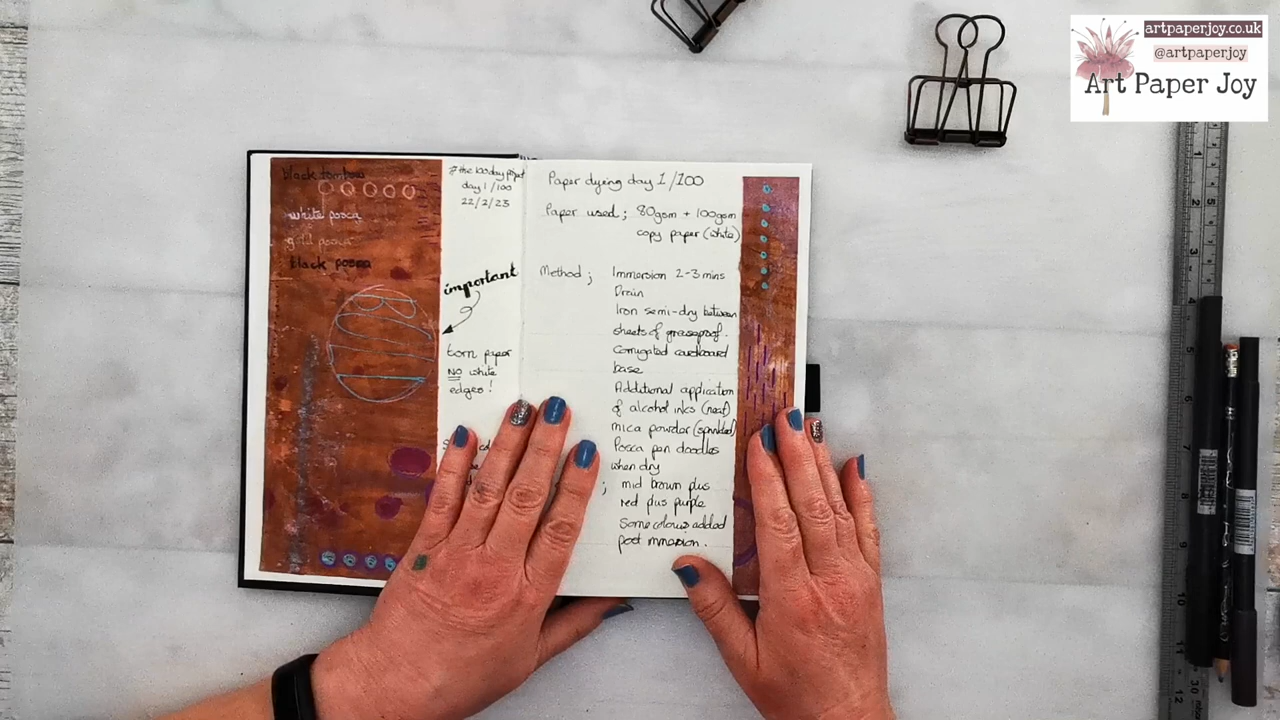 artpaperjoy.co.uk
@artpaperjoy
Art Paper Joy
black tombow
white posca
gold posca
black posca
# the 100 day project
day 1/100
22/2/23
important
torn paper
NO white
edges!
Paper dyeing day 1/100
Paper used; 80gsm + 100gsm
copy paper (white)
Method; Immersion 2-3 mins
Drain
Iron semi-dry between
sheets of greaseproof.
Corrugated cardboard
base
Additional application
of alcohol inks (neat)
mica powder (sprinkled)
Posca pen doodles
when dry
; mid brown plus
red plus purple
Some colours added
post immersion.